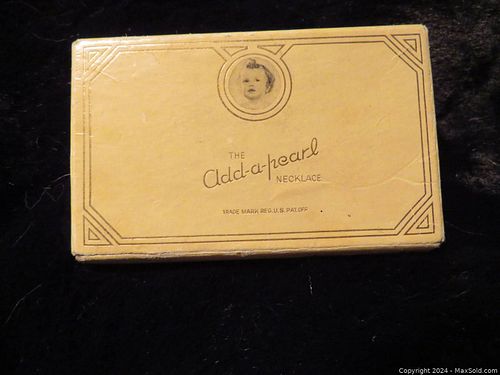 THE
add-a-pearl
NECKLACE
TRADE MARK REG. U.S. PAT. OFF
Copyright 2024 - MaxSold.com